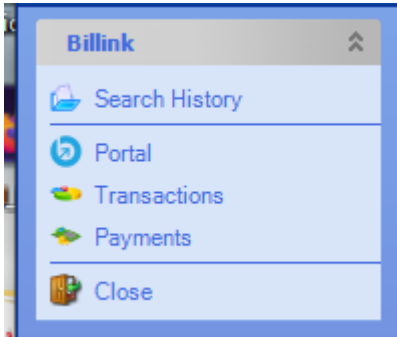 Billink
Search History
Portal
Transactions
Payments
Close